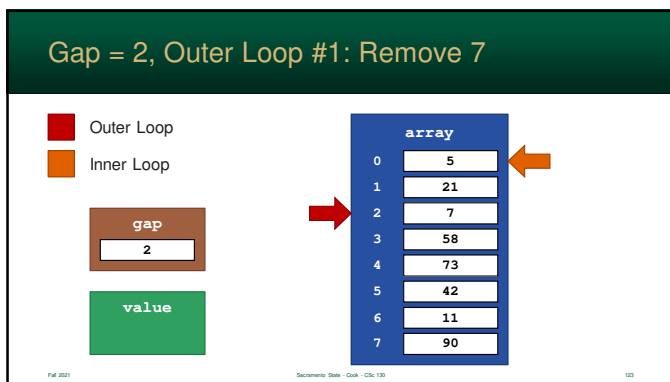 Gap = 2, Outer Loop #1: Remove 7
Outer Loop
Inner Loop
gap
2
value
array
0 5
1 21
2 7
3 58
4 73
5 42
6 11
7 90
Fall 2021 Sacramento State - Cook - CSc 130 123